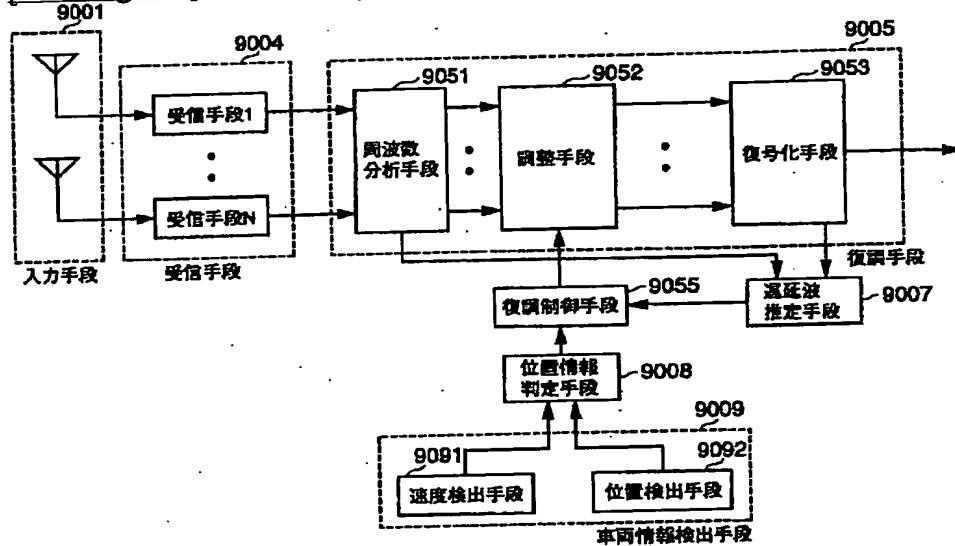 9001
9004
9005
9051
9052
9053
受信手段1
周波数
分析手段
調整手段
復号化手段
受信手段N
入力手段
受信手段
復調手段
9055
復調制御手段
遅延波
推定手段
9007
位置情報
判定手段
9008
9009
9091
9092
速度検出手段
位置検出手段
車両情報検出手段